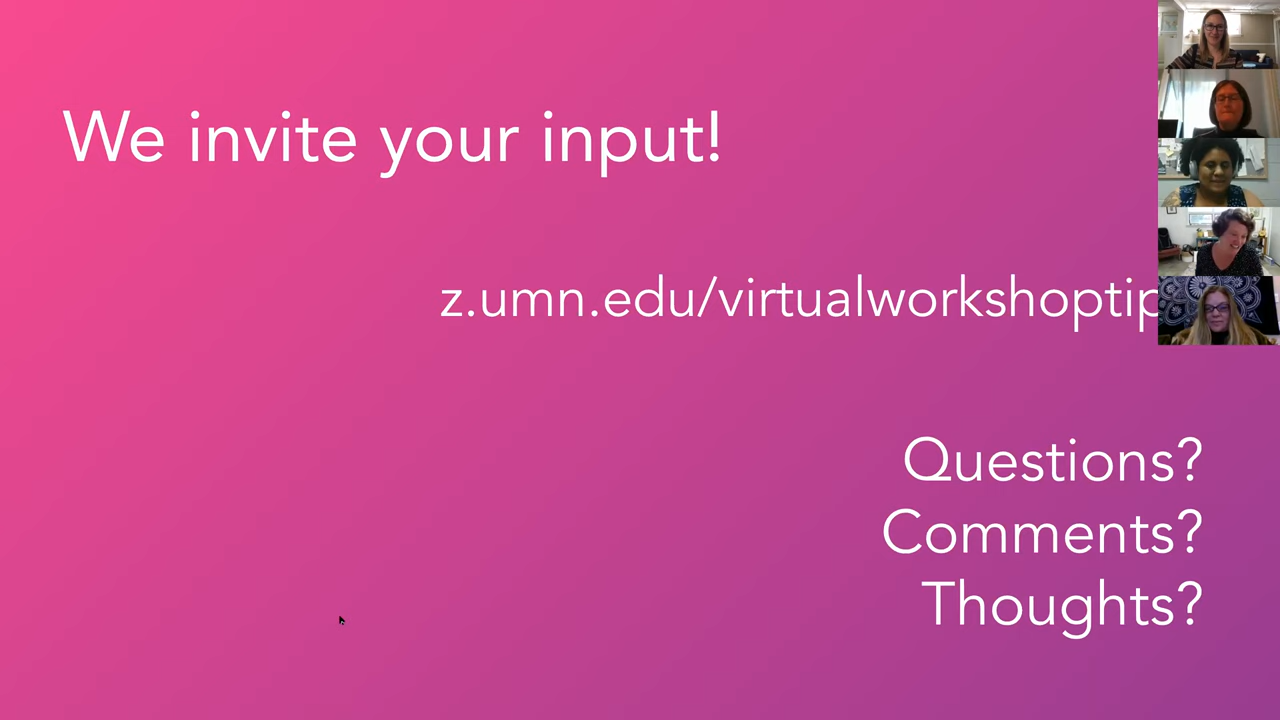 We invite your input!
z.umn.edu/virtualworkshoptip
Questions?
Comments?
Thoughts?